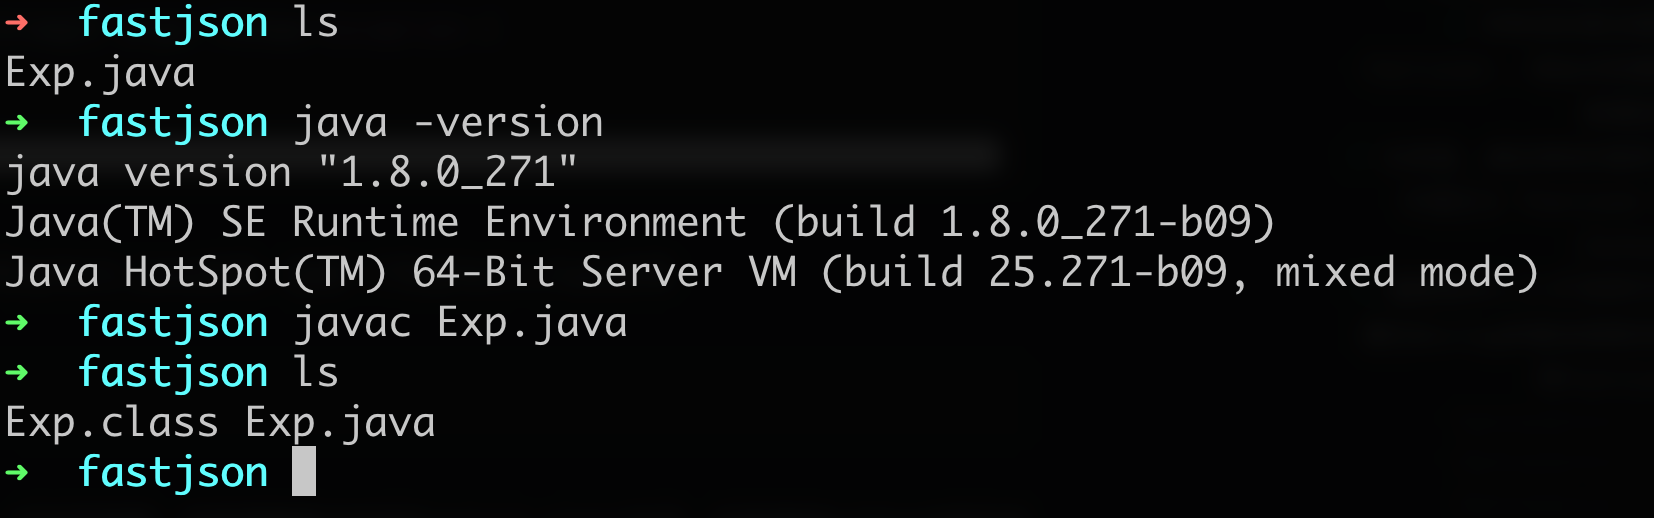 ➜  fastjson ls
Exp.java
➜  fastjson java -version
java version "1.8.0_271"
Java(TM) SE Runtime Environment (build 1.8.0_271-b09)
Java HotSpot(TM) 64-Bit Server VM (build 25.271-b09, mixed mode)
➜  fastjson javac Exp.java
➜  fastjson ls
Exp.class Exp.java
➜  fastjson